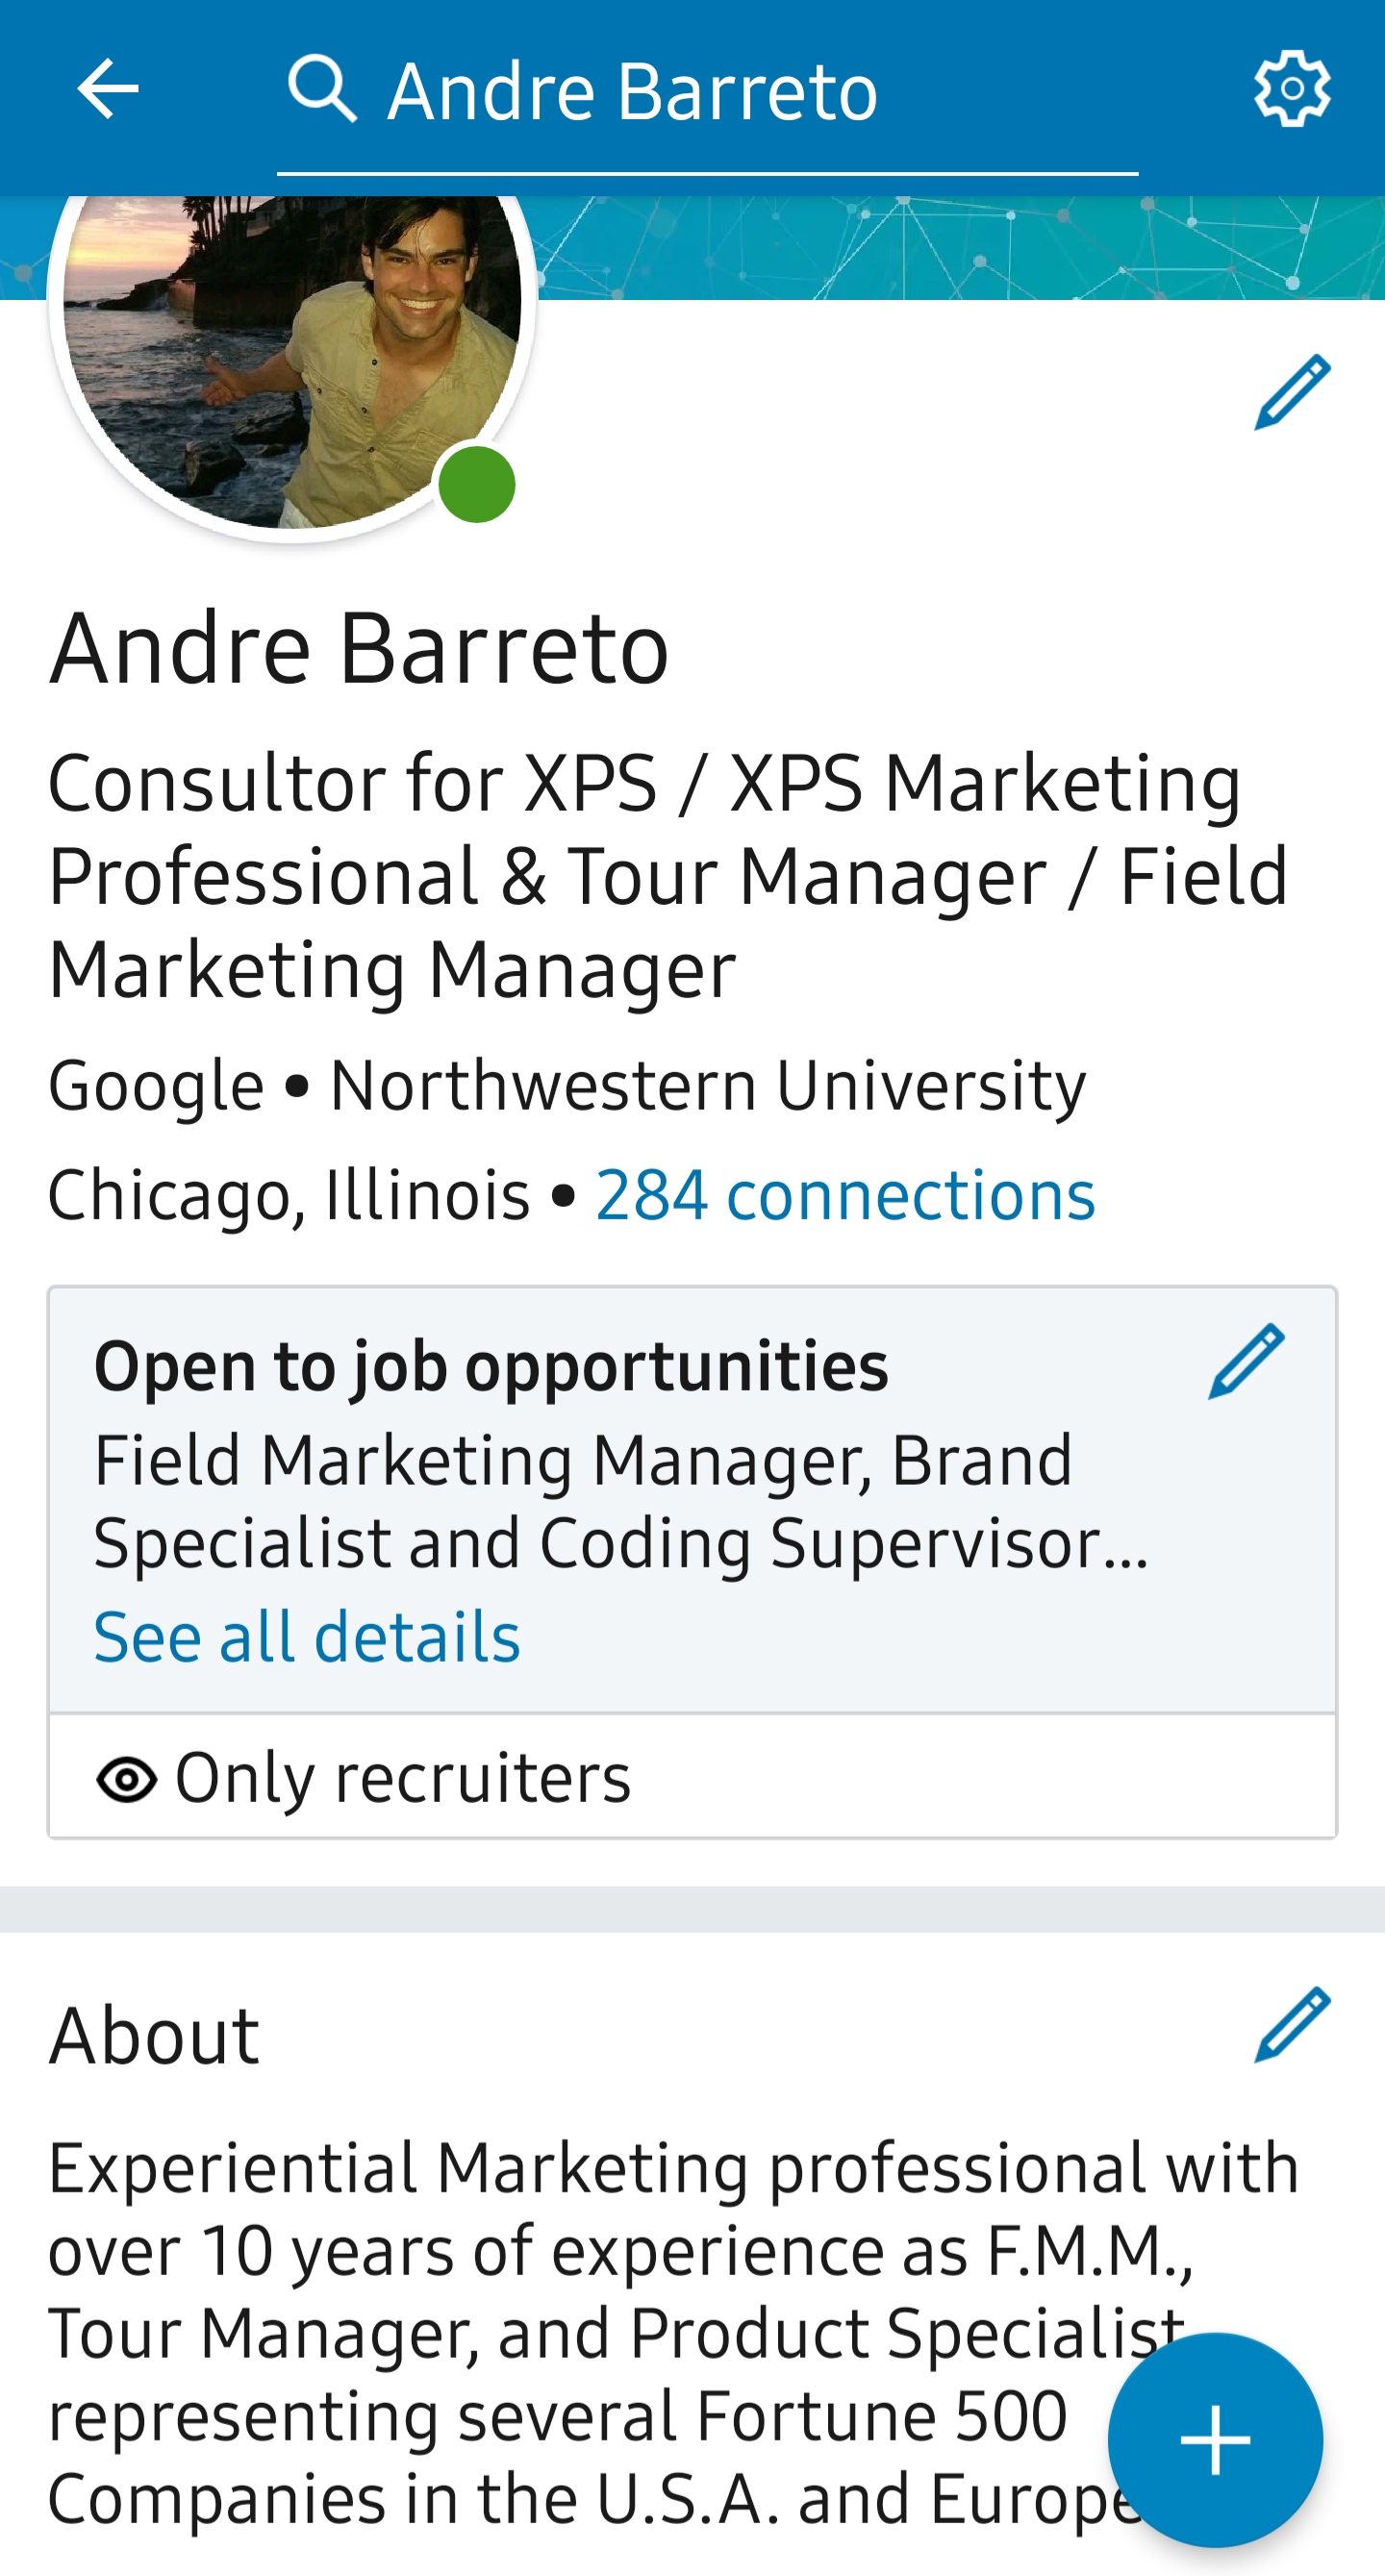 Andre Barreto
Andre Barreto
Consultor for XPS / XPS Marketing
Professional & Tour Manager / Field
Marketing Manager
Google • Northwestern University
Chicago, Illinois • 284 connections
Open to job opportunities
Field Marketing Manager, Brand
Specialist and Coding Supervisor...
See all details
Only recruiters
About
Experiential Marketing professional with
over 10 years of experience as F.M.M.,
Tour Manager, and Product Specialist
representing several Fortune 500
Companies in the U.S.A. and Europe